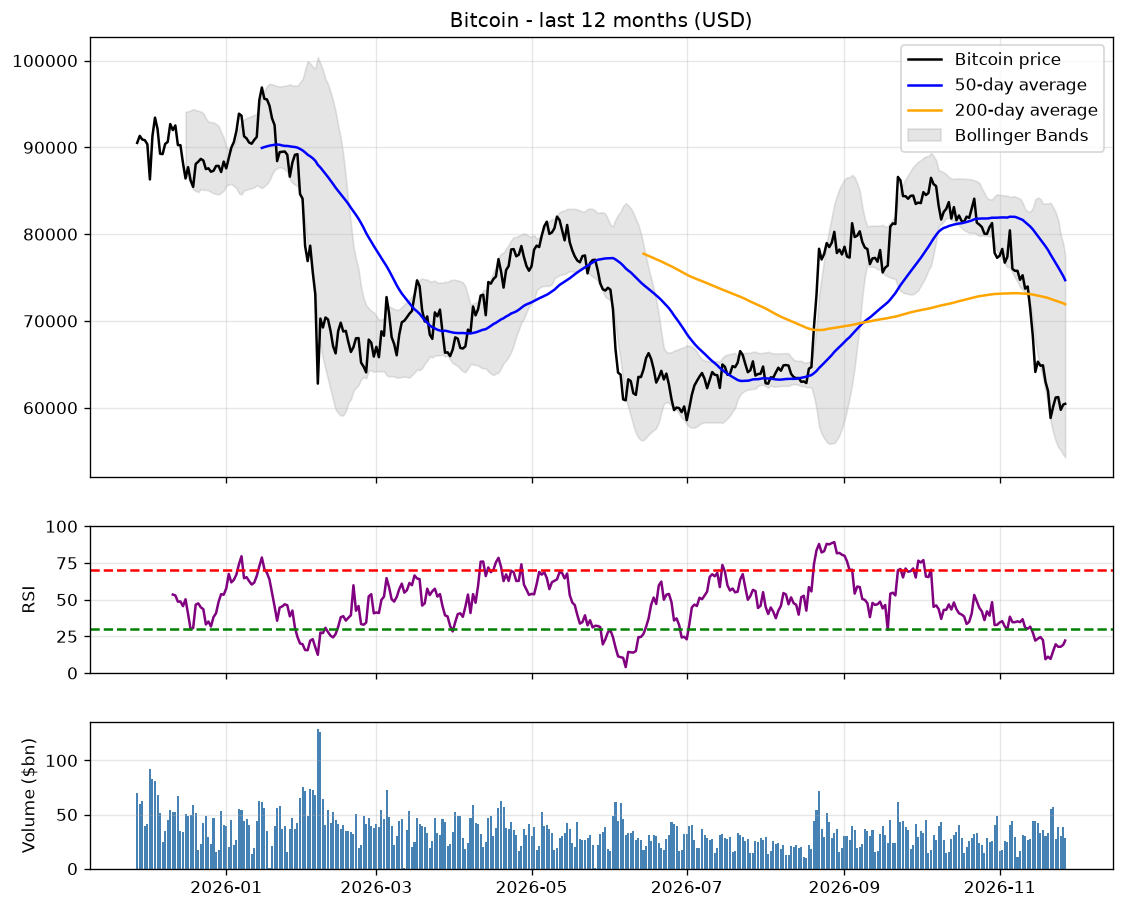 Bitcoin - last 12 months (USD)
100000
90000
80000
70000
60000
Bitcoin price
50-day average
200-day average
Bollinger Bands
100
75
50
25
0
RSI
100
50
0
Volume ($bn)
2026-01
2026-03
2026-05
2026-07
2026-09
2026-11